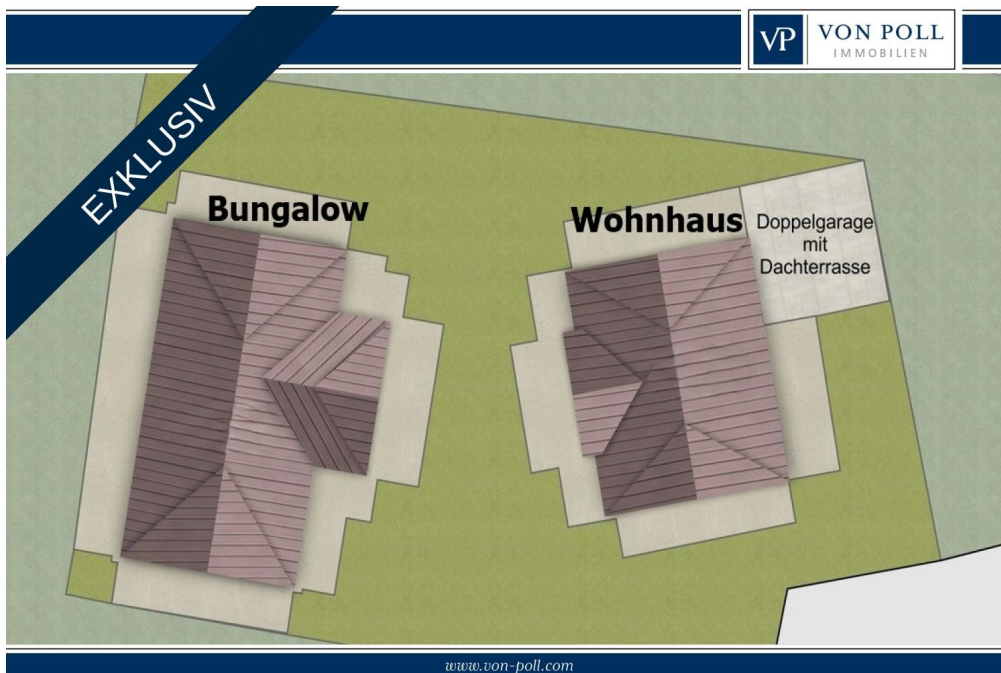 VP VON POLL
IMMOBILIEN
EXKLUSIV
Bungalow
Wohnhaus
Doppelgarage
mit
Dachterrasse
www.von-poll.com